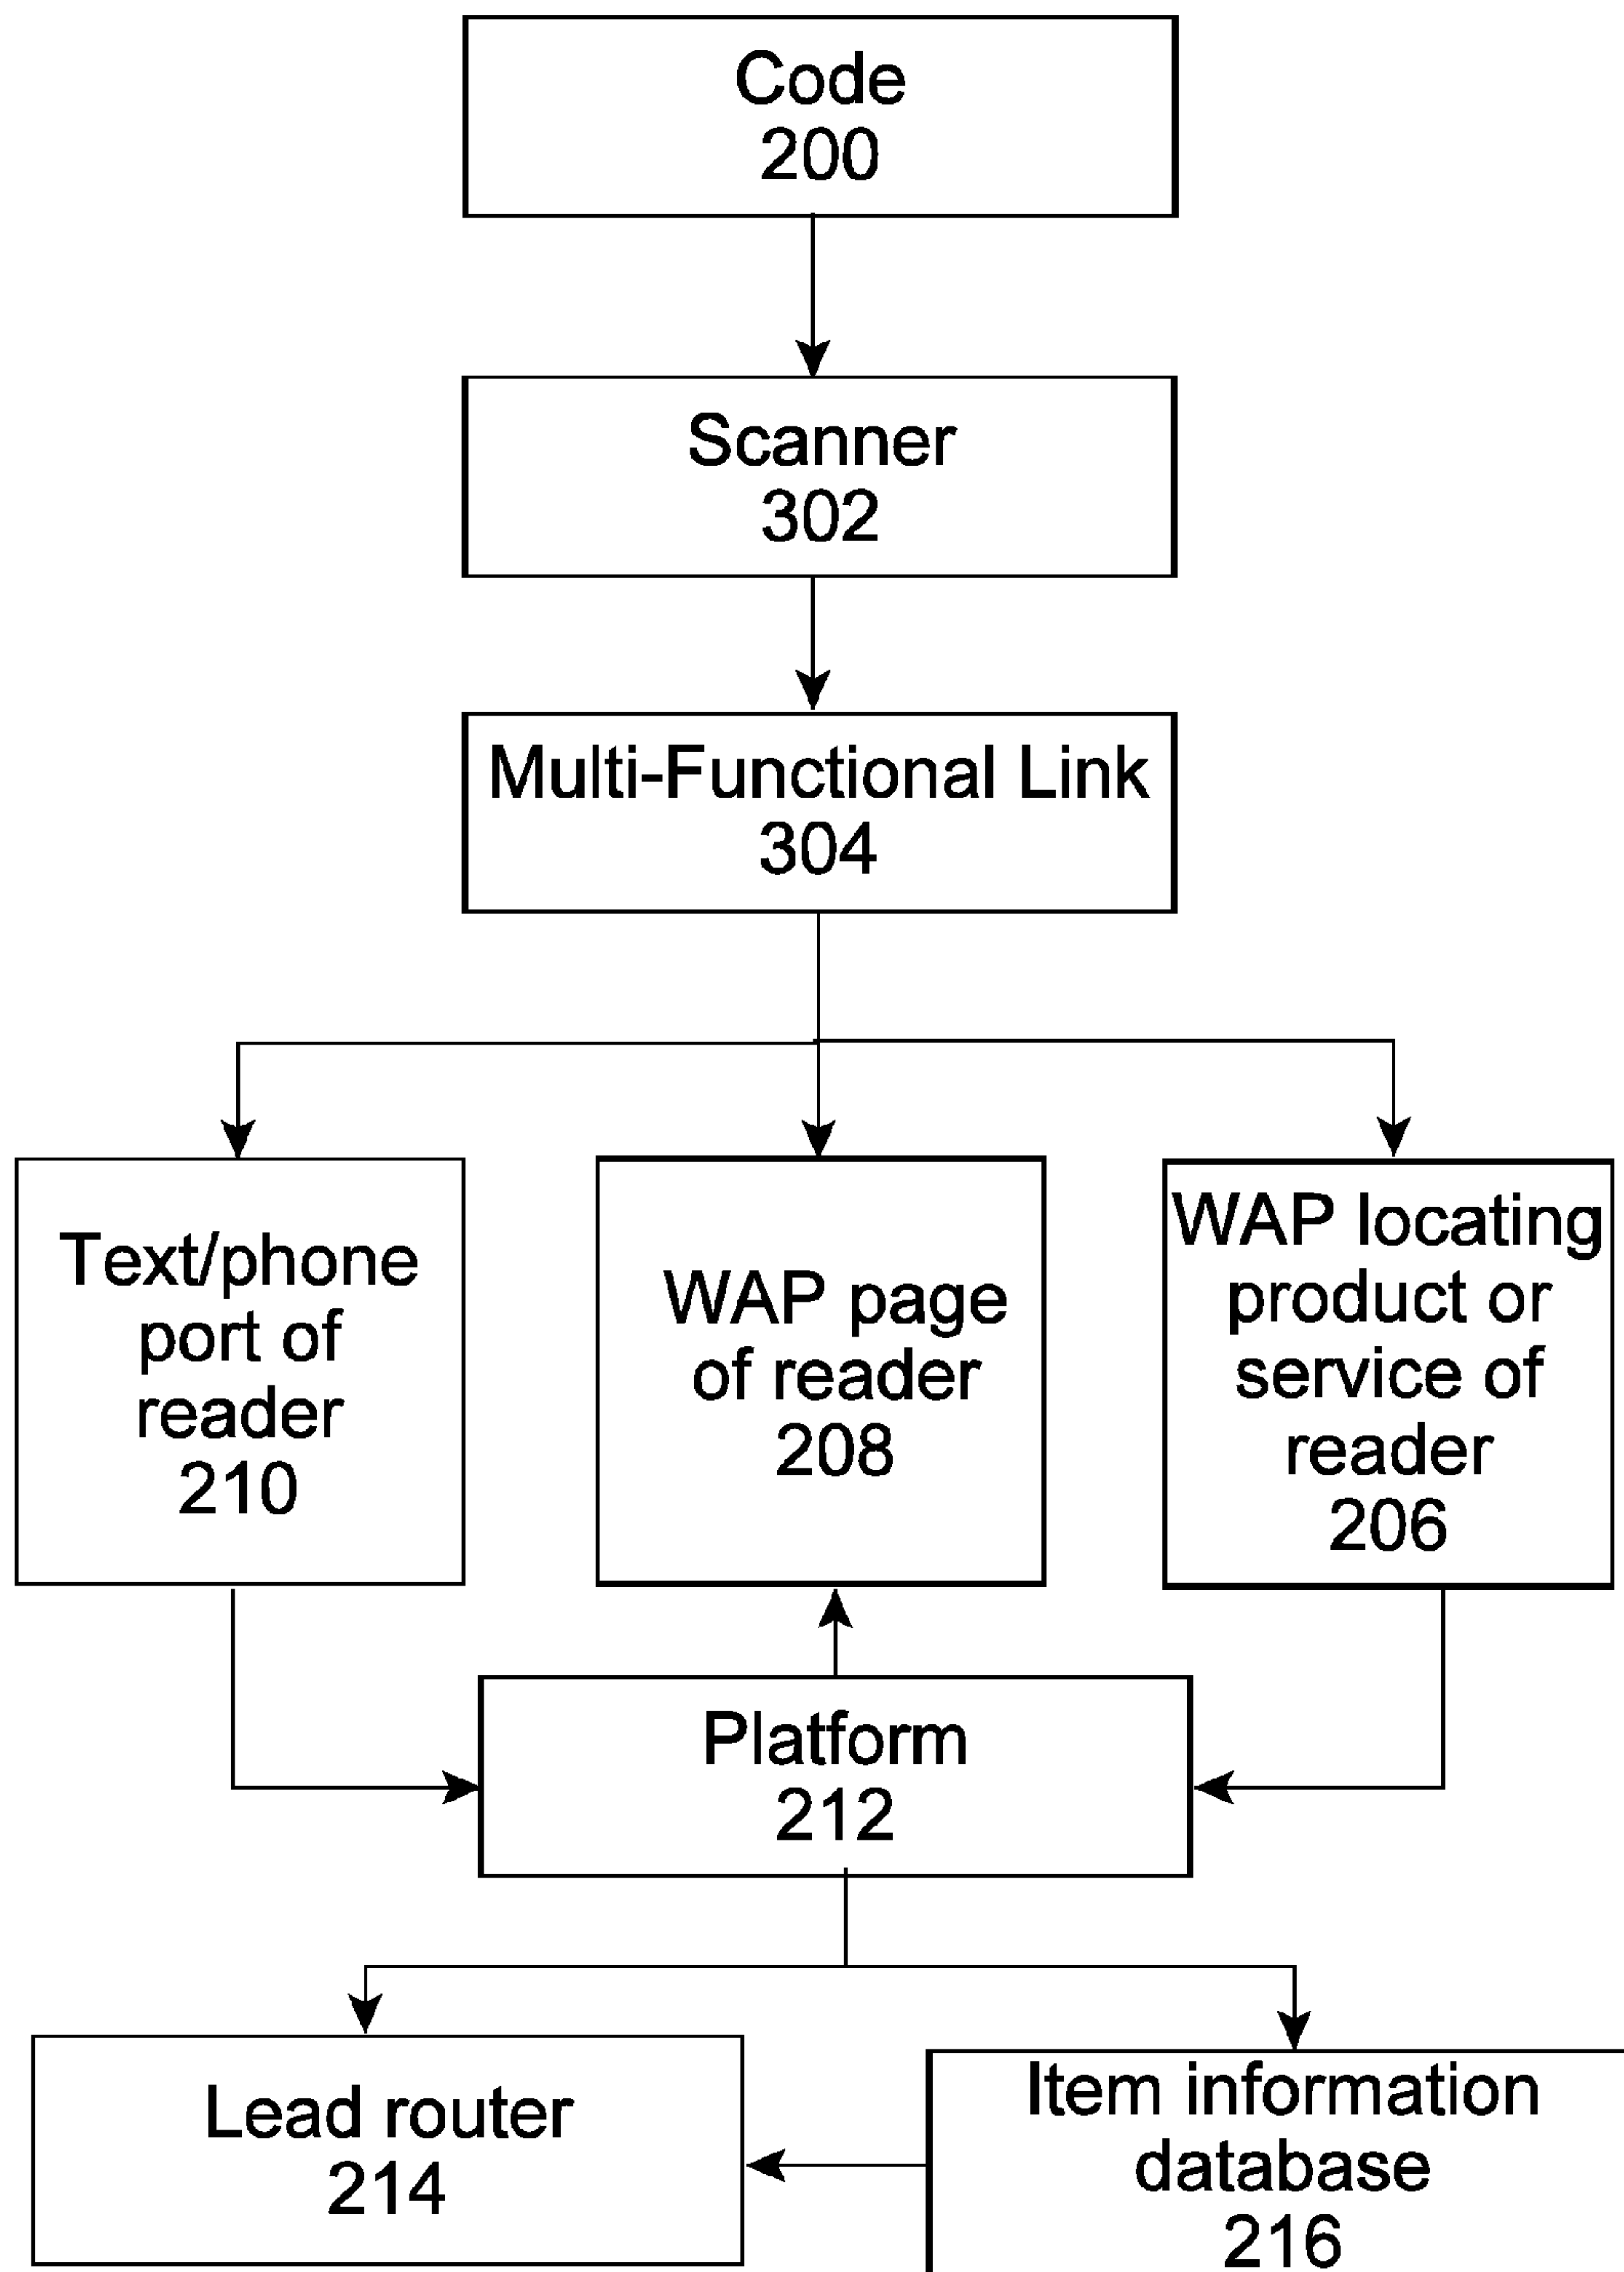 Code
200
Scanner
302
Multi-Functional Link
304
Text/phone
port of
reader
210
WAP page
of reader
208
WAP locating
product or
service of
reader
206
Platform
212
Lead router
214
Item information
database
216